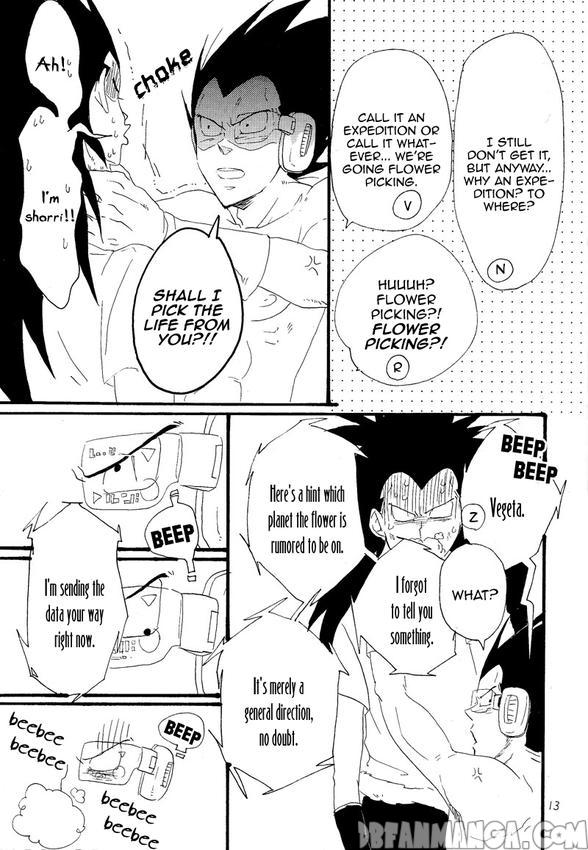 I STILL
DON'T GET IT,
BUT ANYWAY...
WHY AN EXPE-
DITION? TO
WHERE?
N
CALL IT AN
EXPEDITION OR
CALL IT WHAT-
EVER... WE'RE
GOING FLOWER
PICKING.
V
HUUUH?
FLOWER
PICKING?!
FLOWER
PICKING?!
R
choke
SHALL I
PICK THE
LIFE FROM
YOU?!!
Ah!
I'm
sharri!!
BEEP
BEEP
Vegeta.
Z
WHAT?
I forgot
to tell you
something.
Here's a hint which
planet the flower is
rumored to be on.
It's merely a
general direction,
no doubt.
BEEP
I'm sending the
data your way
right now.
BEEP
beebee
beebee
beebee
beebee
13
DBFANMANGA.COM